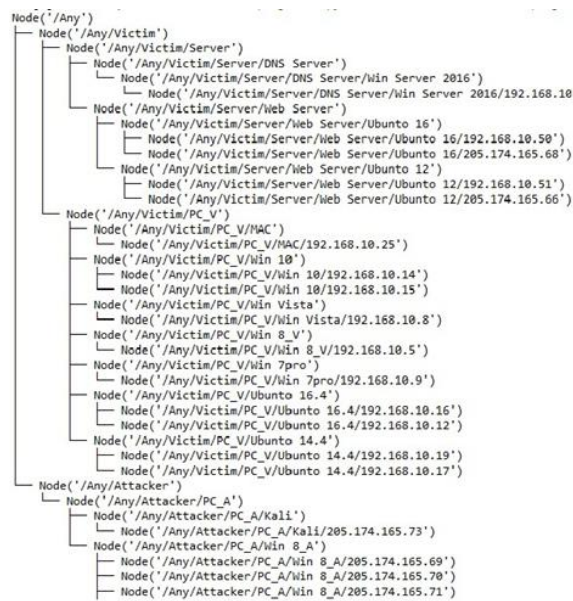 Node('/Any')
├── Node('/Any/Victim')
│   ├── Node('/Any/Victim/Server')
│   │   ├── Node('/Any/Victim/Server/DNS Server')
│   │   │   └── Node('/Any/Victim/Server/DNS Server/Win Server 2016')
│   │   │       └── Node('/Any/Victim/Server/DNS Server/Win Server 2016/192.168.10
│   │   └── Node('/Any/Victim/Server/Web Server')
│   │       ├── Node('/Any/Victim/Server/Web Server/Ubunto 16')
│   │       │   ├── Node('/Any/Victim/Server/Web Server/Ubunto 16/192.168.10.50')
│   │       │   └── Node('/Any/Victim/Server/Web Server/Ubunto 16/205.174.165.68')
│   │       └── Node('/Any/Victim/Server/Web Server/Ubunto 12')
│   │           ├── Node('/Any/Victim/Server/Web Server/Ubunto 12/192.168.10.51')
│   │           └── Node('/Any/Victim/Server/Web Server/Ubunto 12/205.174.165.66')
│   └── Node('/Any/Victim/PC_V')
│       ├── Node('/Any/Victim/PC_V/MAC')
│       │   └── Node('/Any/Victim/PC_V/MAC/192.168.10.25')
│       ├── Node('/Any/Victim/PC_V/Win 10')
│       │   ├── Node('/Any/Victim/PC_V/Win 10/192.168.10.14')
│       │   └── Node('/Any/Victim/PC_V/Win 10/192.168.10.15')
│       ├── Node('/Any/Victim/PC_V/Win Vista')
│       │   └── Node('/Any/Victim/PC_V/Win Vista/192.168.10.8')
│       ├── Node('/Any/Victim/PC_V/Win 8_V')
│       │   └── Node('/Any/Victim/PC_V/Win 8_V/192.168.10.5')
│       ├── Node('/Any/Victim/PC_V/Win 7pro')
│       │   └── Node('/Any/Victim/PC_V/Win 7pro/192.168.10.9')
│       ├── Node('/Any/Victim/PC_V/Ubunto 16.4')
│       │   ├── Node('/Any/Victim/PC_V/Ubunto 16.4/192.168.10.16')
│       │   └── Node('/Any/Victim/PC_V/Ubunto 16.4/192.168.10.12')
│       └── Node('/Any/Victim/PC_V/Ubunto 14.4')
│           ├── Node('/Any/Victim/PC_V/Ubunto 14.4/192.168.10.19')
│           └── Node('/Any/Victim/PC_V/Ubunto 14.4/192.168.10.17')
└── Node('/Any/Attacker')
    └── Node('/Any/Attacker/PC_A')
        ├── Node('/Any/Attacker/PC_A/Kali')
        │   └── Node('/Any/Attacker/PC_A/Kali/205.174.165.73')
        └── Node('/Any/Attacker/PC_A/Win 8_A')
            ├── Node('/Any/Attacker/PC_A/Win 8_A/205.174.165.69')
            ├── Node('/Any/Attacker/PC_A/Win 8_A/205.174.165.70')
            ├── Node('/Any/Attacker/PC_A/Win 8_A/205.174.165.71')